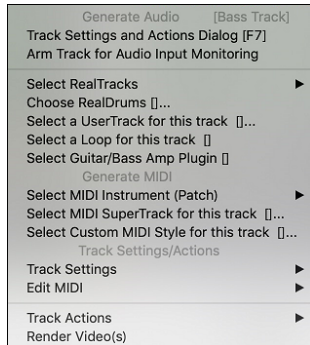 Generate Audio [Bass Track]
Track Settings and Actions Dialog [F7]
Arm Track for Audio Input Monitoring
Select RealTracks
Choose RealDrums []...
Select a UserTrack for this track []...
Select a Loop for this track []
Select Guitar/Bass Amp Plugin []
Generate MIDI
Select MIDI Instrument (Patch)
Select MIDI SuperTrack for this track []...
Select Custom MIDI Style for this track []...
Track Settings/Actions
Track Settings
Edit MIDI
Track Actions
Render Video(s)